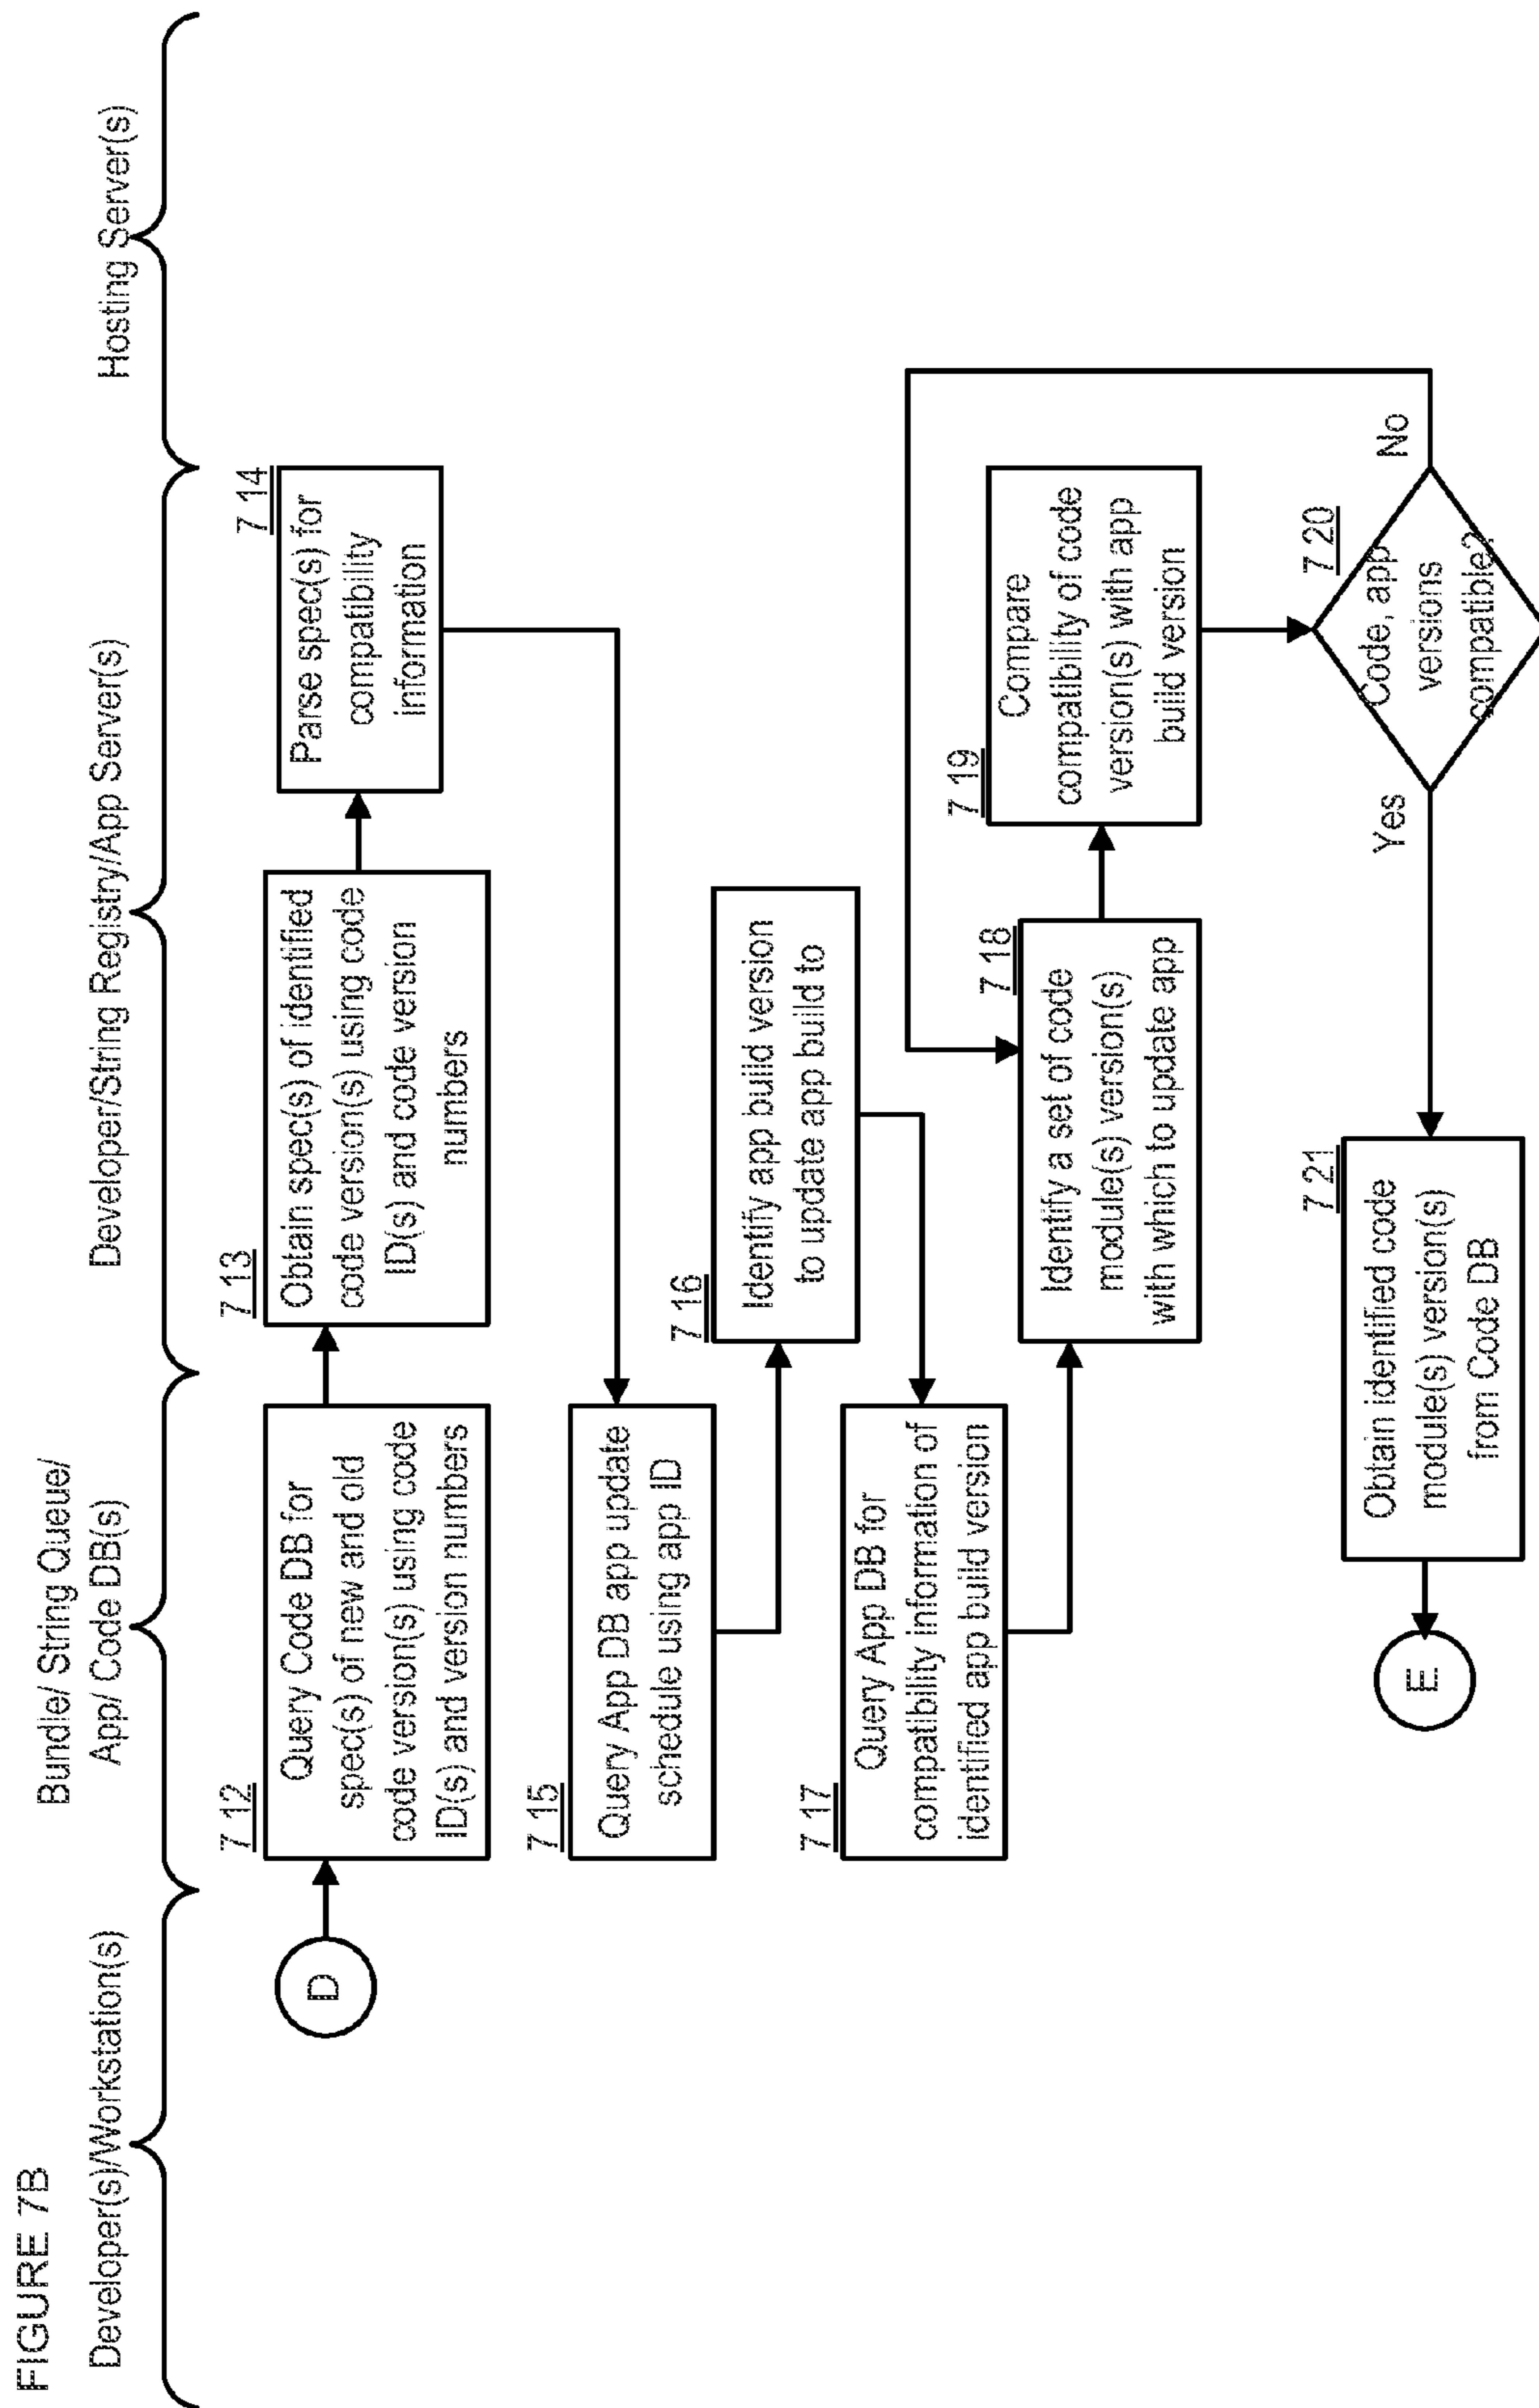 FIGURE 7B
Developer(s)/Workstation(s)
Bundle/ String Queue/
App/ Code DB(s)
Developer/String Registry/App Server(s)
Hosting Server(s)
D
7 12
Query Code DB for
spec(s) of new and old
code version(s) using code
ID(s) and version numbers
7 13
Obtain spec(s) of identified
code version(s) using code
ID(s) and code version
numbers
7 14
Parse spec(s) for
compatibility
information
7 15
Query App DB app update
schedule using app ID
7 16
Identify app build version
to update app build to
7 17
Query App DB for
compatibility information of
identified app build version
7 18
Identify a set of code
module(s) version(s)
with which to update app
7 19
Compare
compatibility of code
version(s) with app
build version
7 20
Code, app
versions
compatible?
No
Yes
7 21
Obtain identified code
module(s) version(s)
from Code DB
E